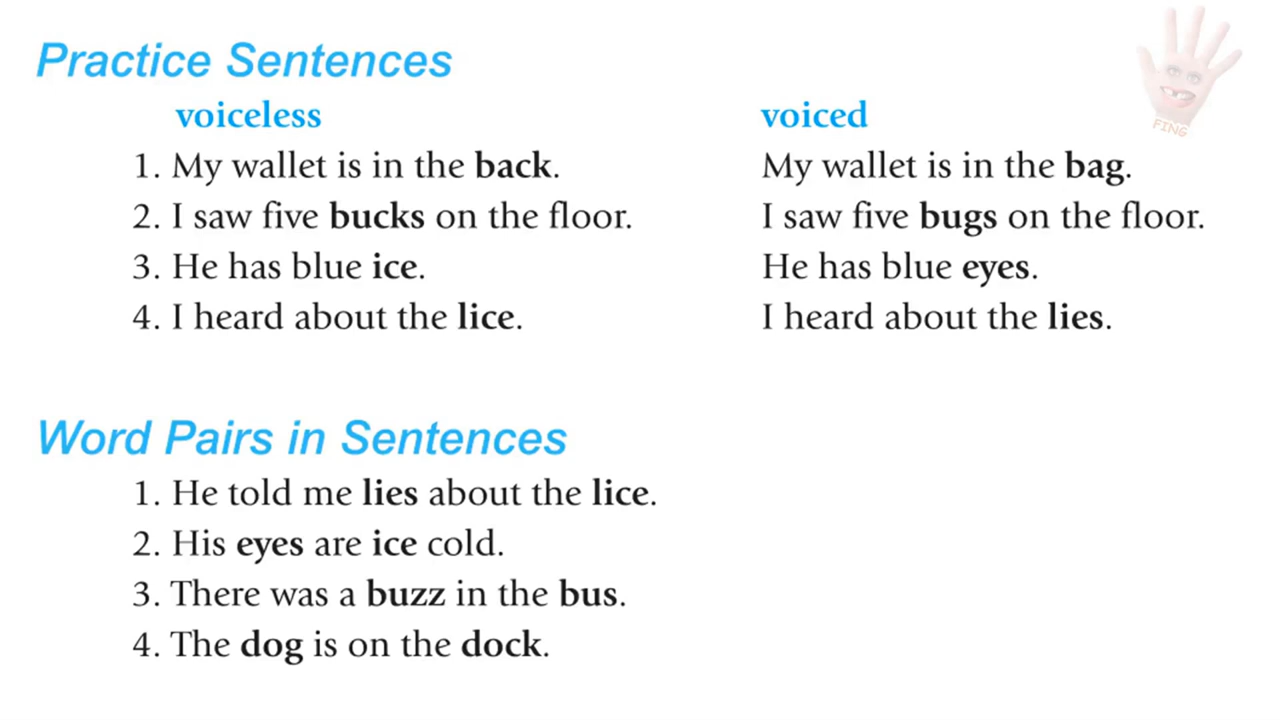 Practice Sentences
voiceless voiced
1. My wallet is in the back. My wallet is in the bag.
2. I saw five bucks on the floor. I saw five bugs on the floor.
3. He has blue ice. He has blue eyes.
4. I heard about the lice. I heard about the lies.
Word Pairs in Sentences
1. He told me lies about the lice.
2. His eyes are ice cold.
3. There was a buzz in the bus.
4. The dog is on the dock.
FING